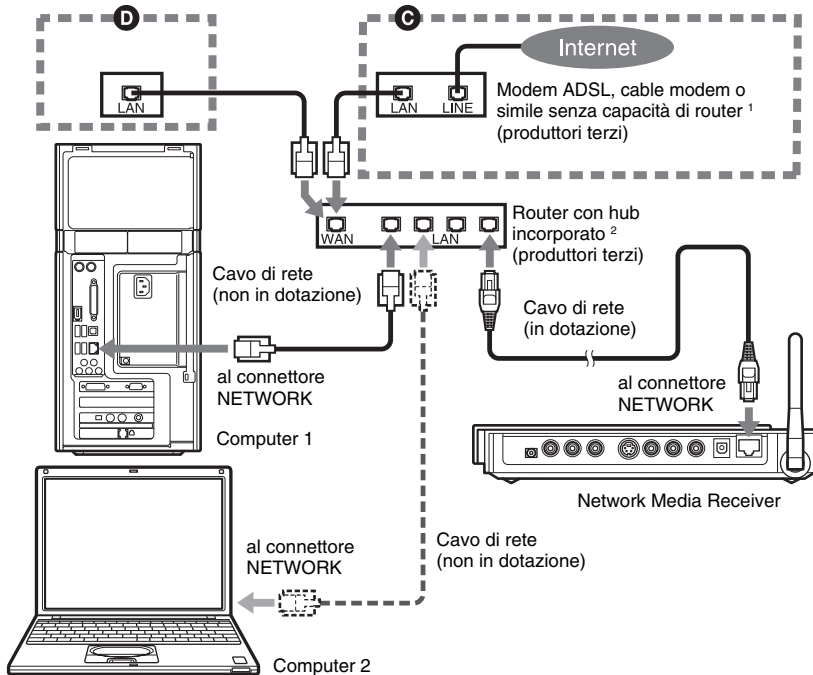 D
C
Internet
LAN
LAN LINE
Modem ADSL, cable modem o
simile senza capacità di router 1
(produttori terzi)
WAN
LAN
Router con hub
incorporato 2
(produttori terzi)
Cavo di rete
(non in dotazione)
Cavo di rete
(in dotazione)
al connettore
NETWORK
al connettore
NETWORK
Computer 1
Network Media Receiver
al connettore
NETWORK
Cavo di rete
(non in dotazione)
Computer 2